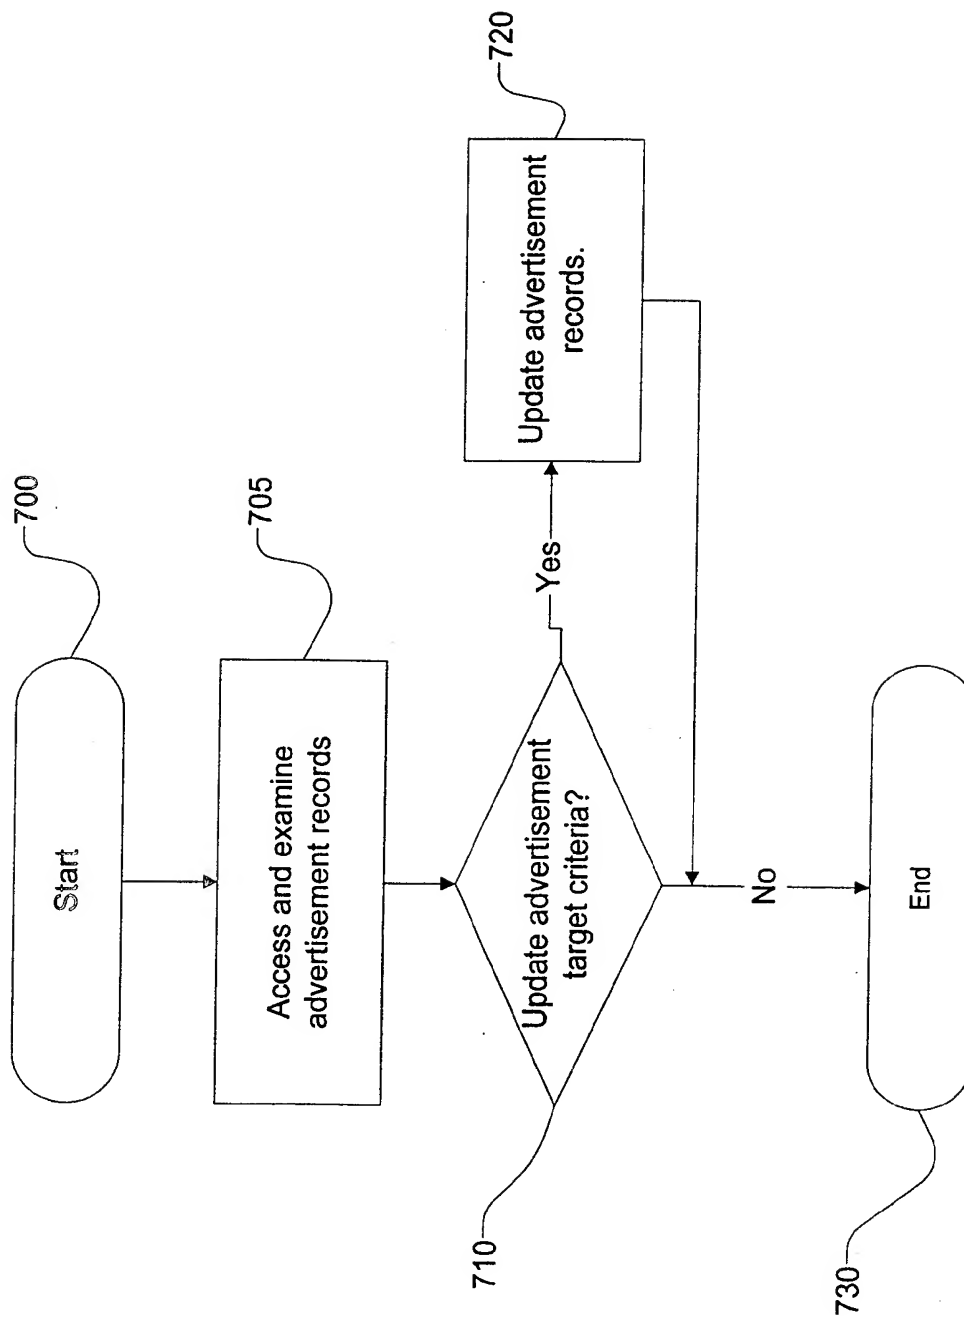 Start
700
Access and examine
advertisement records
705
Update advertisement
target criteria?
710
Yes
Update advertisement
records.
720
No
End
730